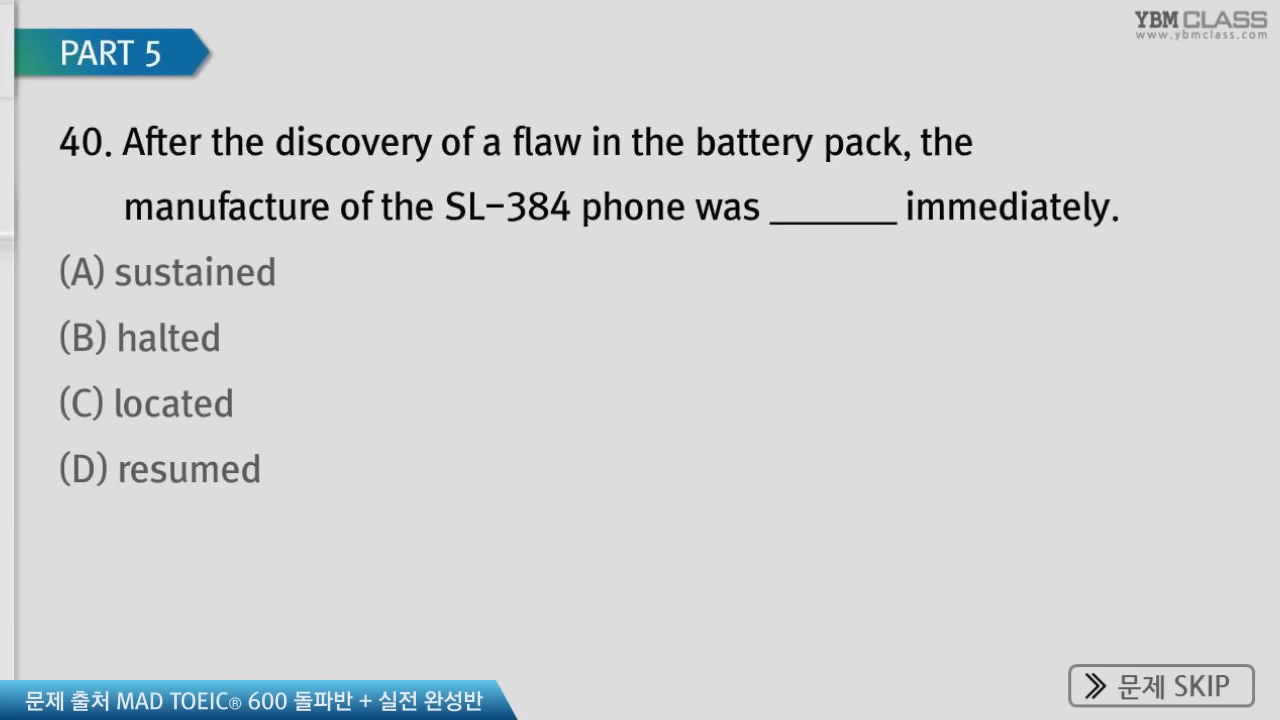 YBM CLASS
www.ybmclass.com
PART 5
40. After the discovery of a flaw in the battery pack, the
manufacture of the SL-384 phone was ______ immediately.
(A) sustained
(B) halted
(C) located
(D) resumed
문제 출처 MAD TOEIC® 600 돌파반 + 실전 완성반
문제 SKIP